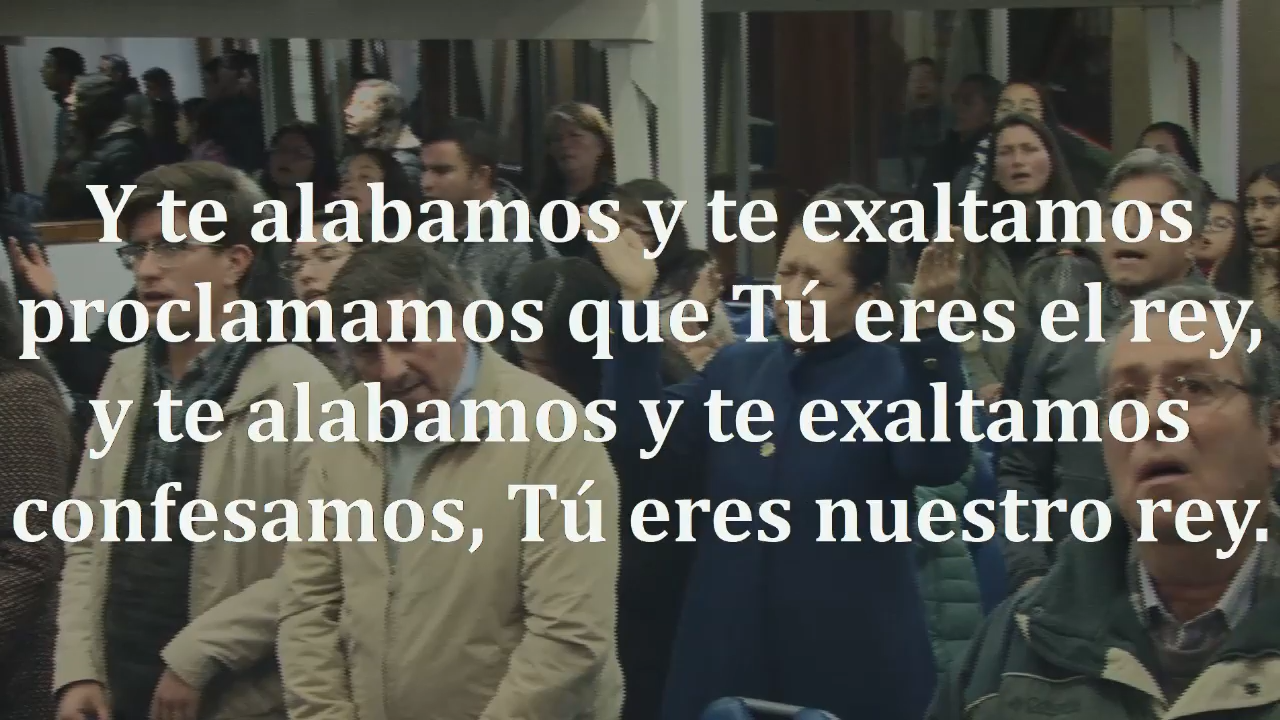 Y te alabamos y te exaltamos
proclamamos que Tú eres el rey,
y te alabamos y te exaltamos
confesamos, Tú eres nuestro rey.